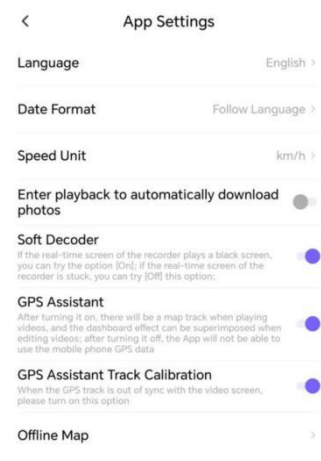 App Settings
Language English
Date Format Follow Language
Speed Unit km/h
Enter playback to automatically download
photos
Soft Decoder
If the real-time screen of the recorder plays a black screen,
you can try the option [On]; if the real-time screen of the
recorder is stuck, you can try [Off] this option;
GPS Assistant
After turning it on, there will be a map track when playing
videos, and the dashboard effect can be superimposed when
editing videos; after turning it off, the App will not be able to
use the mobile phone GPS data
GPS Assistant Track Calibration
When the GPS track is out of sync with the video screen,
please turn on this option
Offline Map